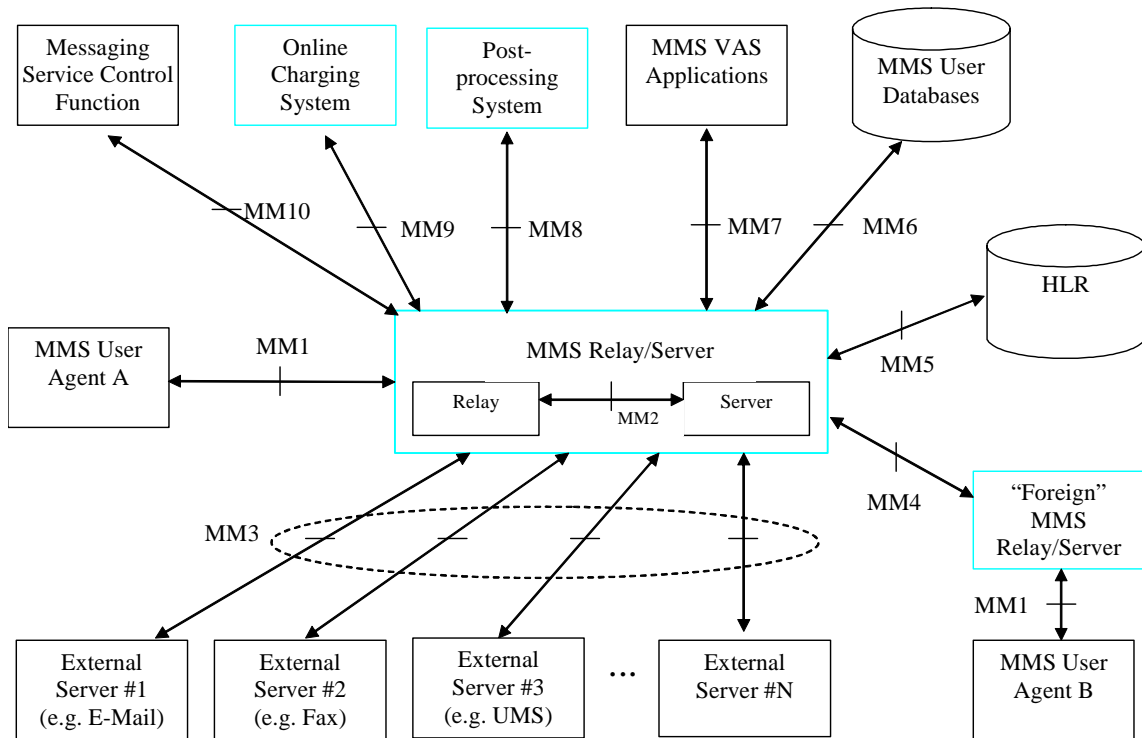 Messaging
Service Control
Function
Online
Charging
System
Post-
processing
System
MMS VAS
Applications
MMS User
Databases
MM10
MM9
MM8
MM7
MM6
HLR
MMS User
Agent A
MM1
MMS Relay/Server
MM5
Relay
MM2
Server
MM4
“Foreign”
MMS
Relay/Server
MM3
MM1
External
Server #1
(e.g. E-Mail)
External
Server #2
(e.g. Fax)
External
Server #3
(e.g. UMS)
...
External
Server #N
MMS User
Agent B